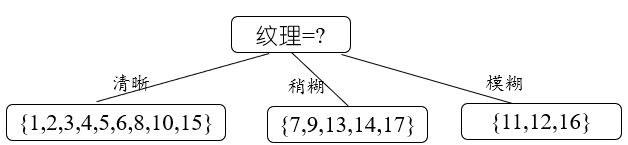 纹理=?
清晰
稍糊
模糊
{1,2,3,4,5,6,8,10,15}
{7,9,13,14,17}
{11,12,16}